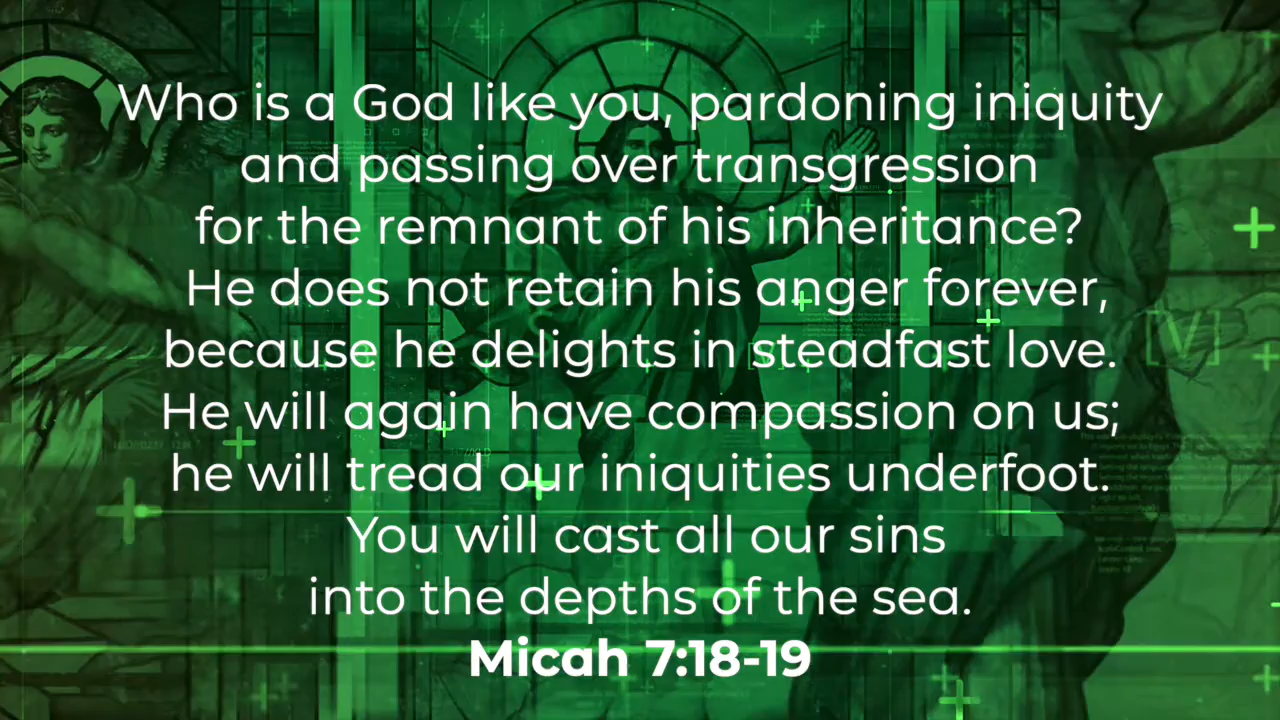 Who is a God like you, pardoning iniquity
and passing over transgression
for the remnant of his inheritance?
He does not retain his anger forever,
because he delights in steadfast love.
He will again have compassion on us;
he will tread our iniquities underfoot.
You will cast all our sins
into the depths of the sea.
Micah 7:18-19
[V]